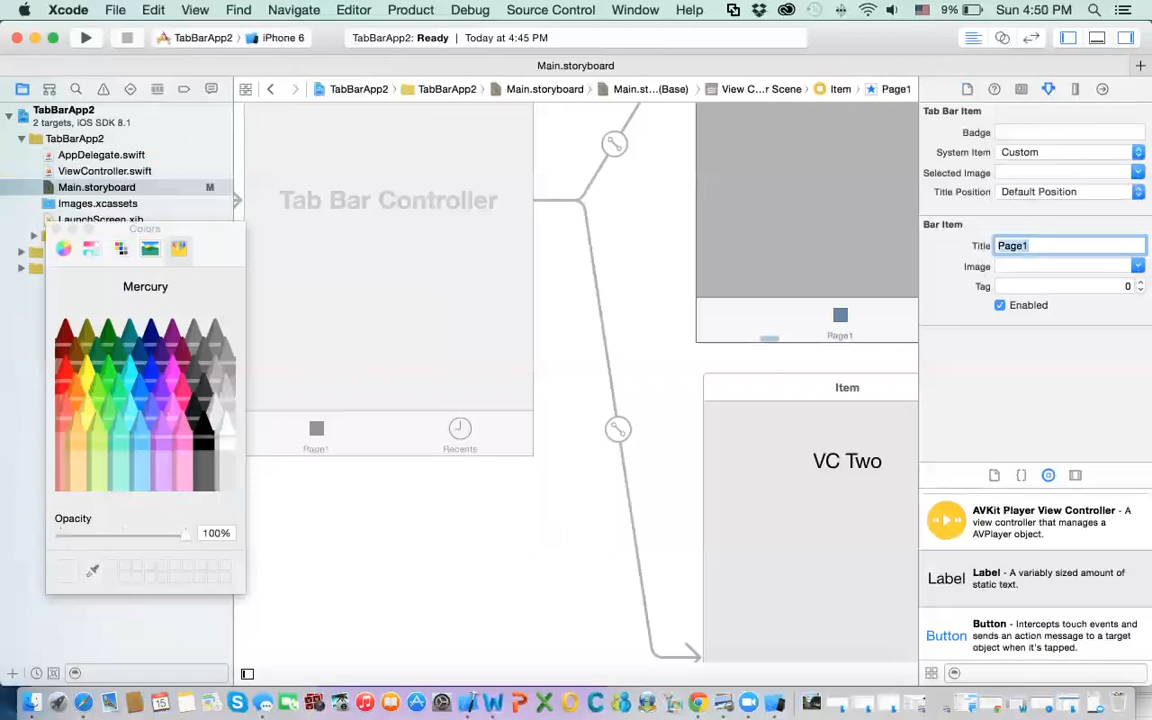 Xcode File Edit View Find Navigate Editor Product Debug Source Control Window Help 9% Sun 4:50 PM
TabBarApp2 iPhone 6 TabBarApp2: Ready | Today at 4:45 PM
Main.storyboard
TabBarApp2 TabBarApp2 Main.storyboard Main.st...(Base) View C...r Scene Item Page1
TabBarApp2
2 targets, iOS SDK 8.1
TabBarApp2
AppDelegate.swift
ViewController.swift
Main.storyboard M
Images.xcassets
LaunchScreen.xib
Colors
Mercury
Opacity
100%
Tab Bar Controller
Page1 Recents
Page1
Item
VC Two
Tab Bar Item
Badge
System Item Custom
Selected Image
Title Position Default Position
Bar Item
Title Page1
Image
Tag 0
Enabled
AVKit Player View Controller - A
view controller that manages a
AVPlayer object.
Label Label - A variably sized amount of
static text.
Button Button - Intercepts touch events and
sends an action message to a target
object when it's tapped.